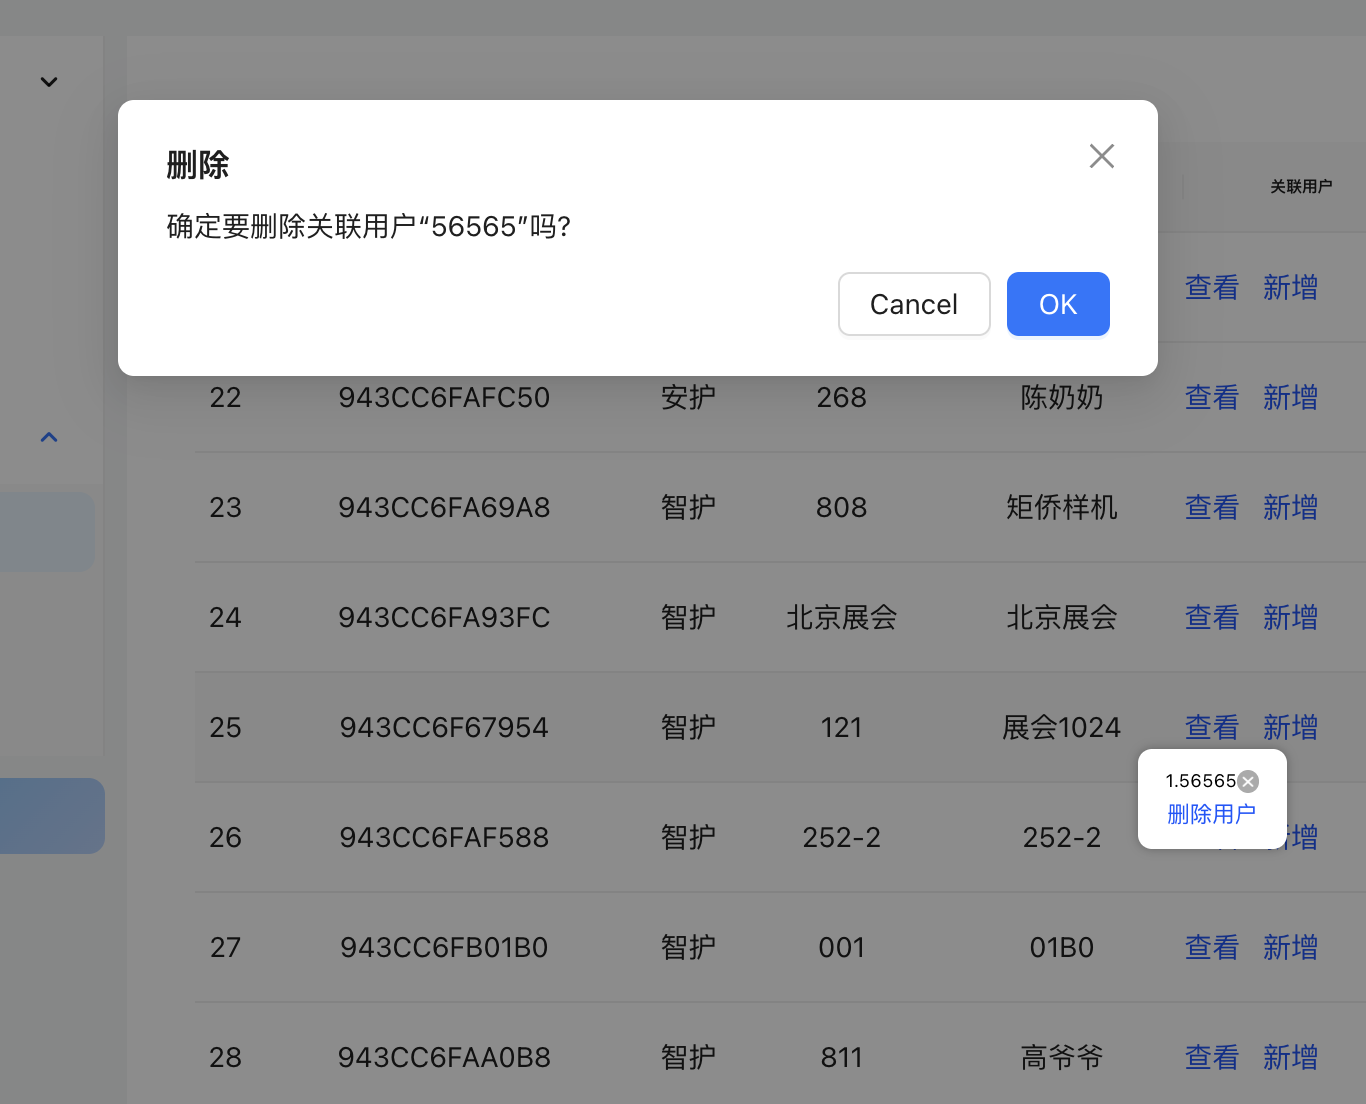 删除
确定要删除关联用户“56565”吗?
Cancel OK
关联用户
查看 新增
22 943CC6FAFC50 安护 268 陈奶奶 查看 新增
23 943CC6FA69A8 智护 808 矩侨样机 查看 新增
24 943CC6FA93FC 智护 北京展会 北京展会 查看 新增
25 943CC6F67954 智护 121 展会1024 查看 新增
1.56565
删除用户
26 943CC6FAF588 智护 252-2 252-2 新增
27 943CC6FB01B0 智护 001 01B0 查看 新增
28 943CC6FAA0B8 智护 811 高爷爷 查看 新增